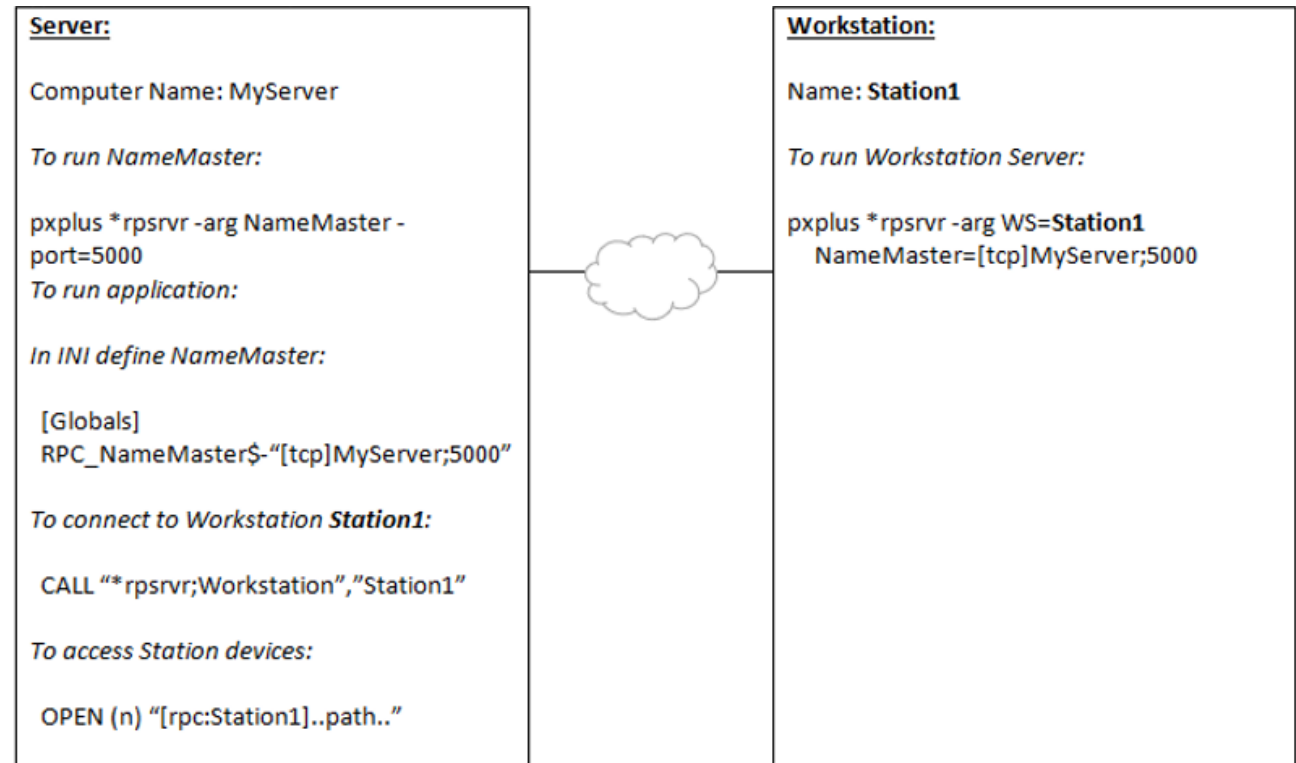 Server:
Computer Name: MyServer
To run NameMaster:
pxplus *rpsrvr -arg NameMaster -
port=5000
To run application:
In INI define NameMaster:
[Globals]
RPC_NameMaster$-“[tcp]MyServer;5000”
To connect to Workstation Station1:
CALL “*rpsrvr;Workstation”,”Station1”
To access Station devices:
OPEN (n) “[rpc:Station1]..path..”
Workstation:
Name: Station1
To run Workstation Server:
pxplus *rpsrvr -arg WS=Station1
NameMaster=[tcp]MyServer;5000